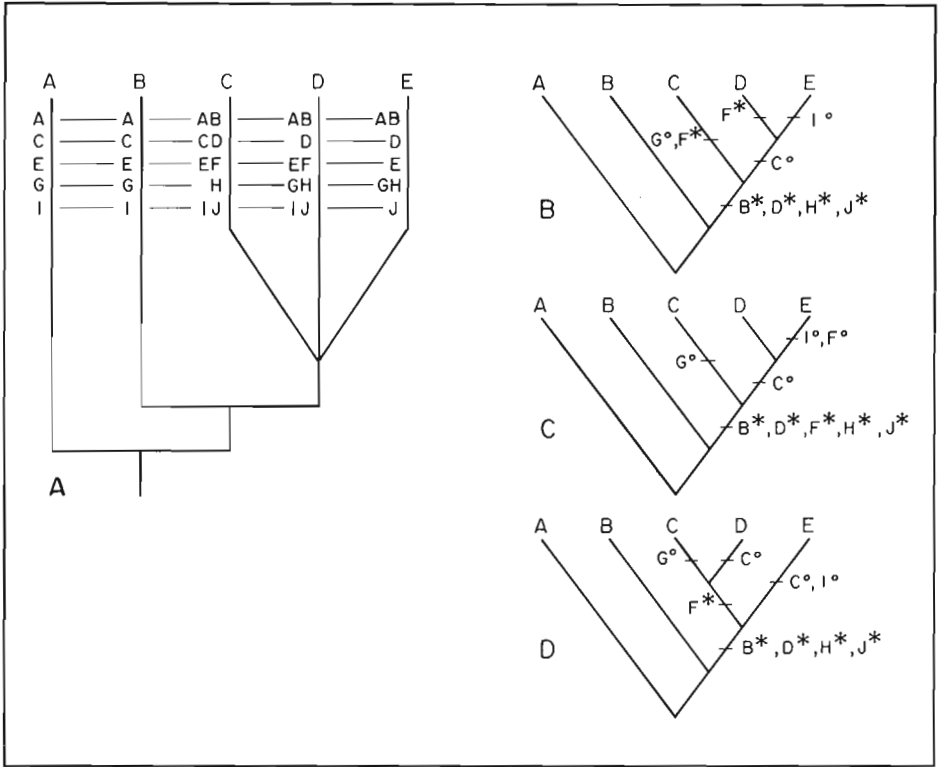 A B C D E
A A AB AB AB
C C CD D D
E E EF EF E
G G H GH GH
I I IJ IJ J
A
A B C D E
F*
I°
G°,F*
C°
B*,D*,H*,J*
B
A B C D E
I°,F°
G°
C°
B*,D*,F*,H*,J*
C
A B C D E
G°
C°
C°,I°
F*
B*,D*,H*,J*
D